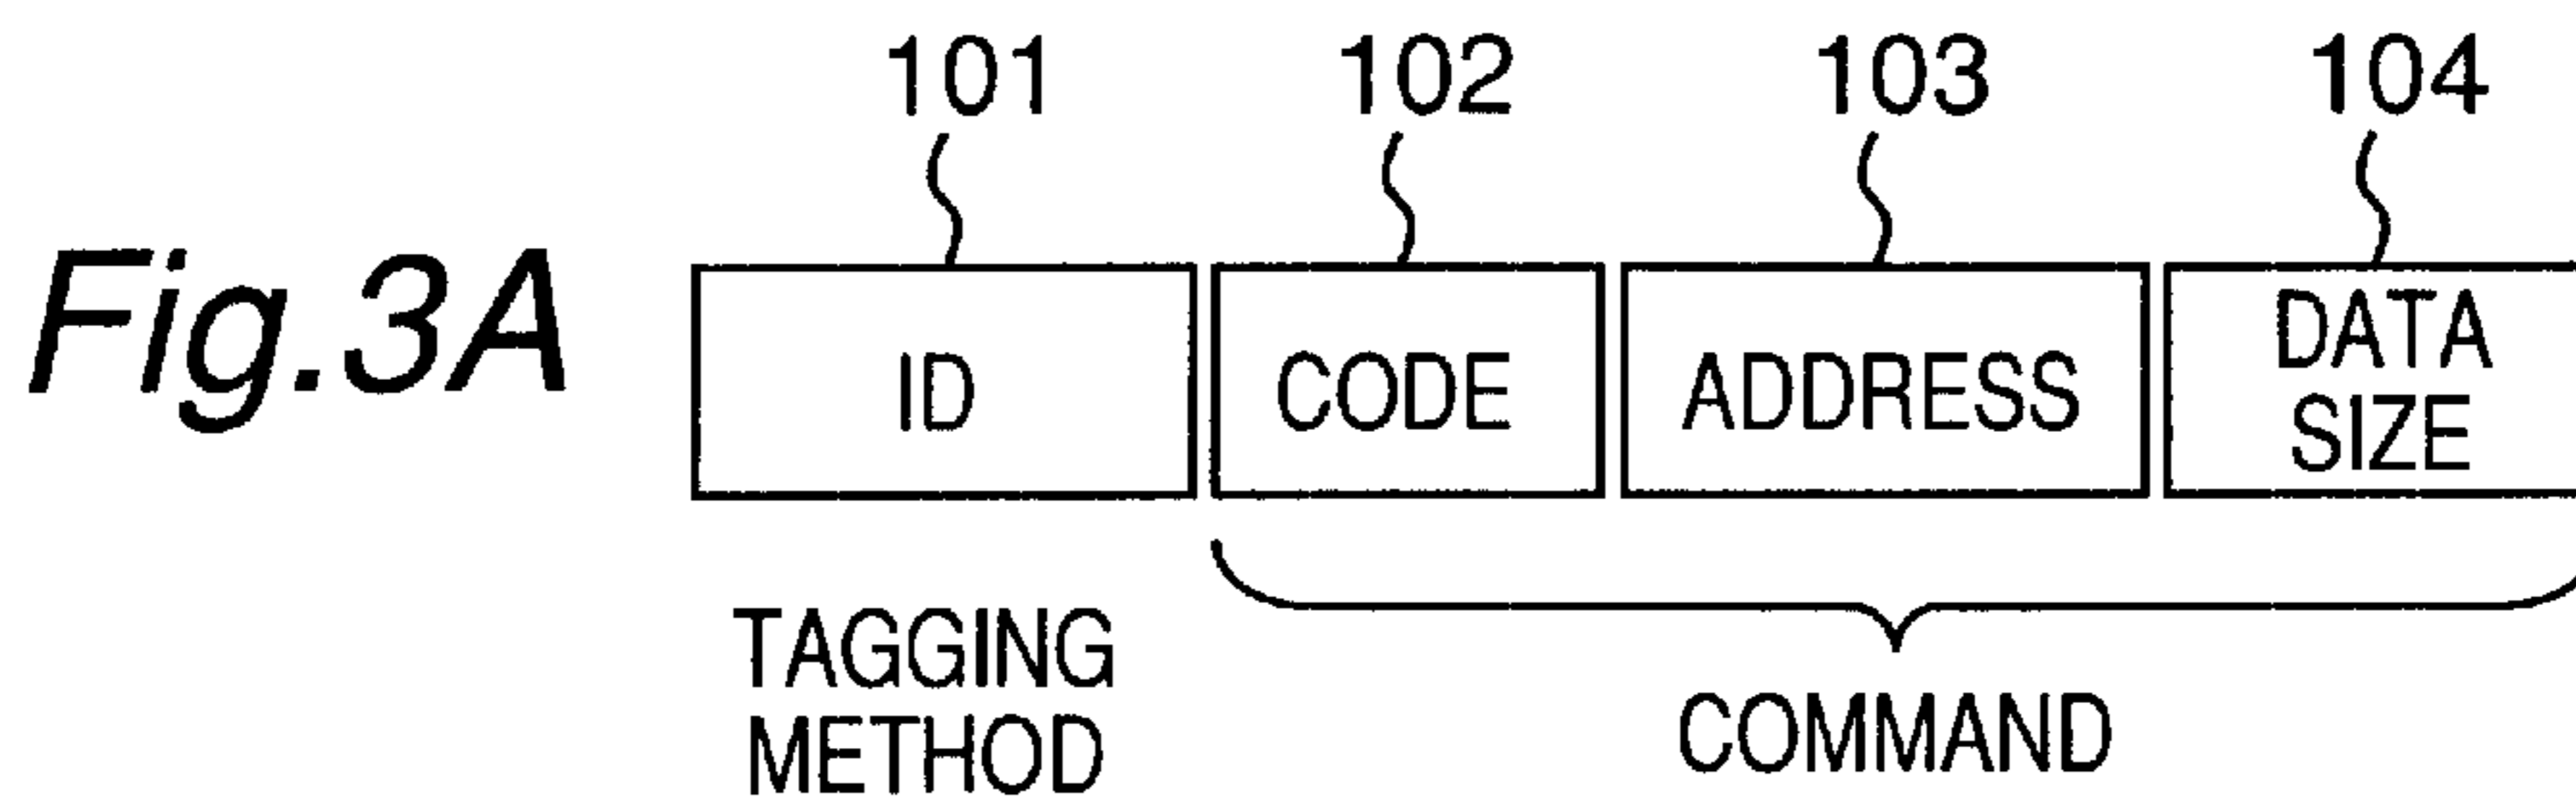 101 102 103 104
Fig.3A
ID CODE ADDRESS DATA
SIZE
TAGGING
METHOD
COMMAND